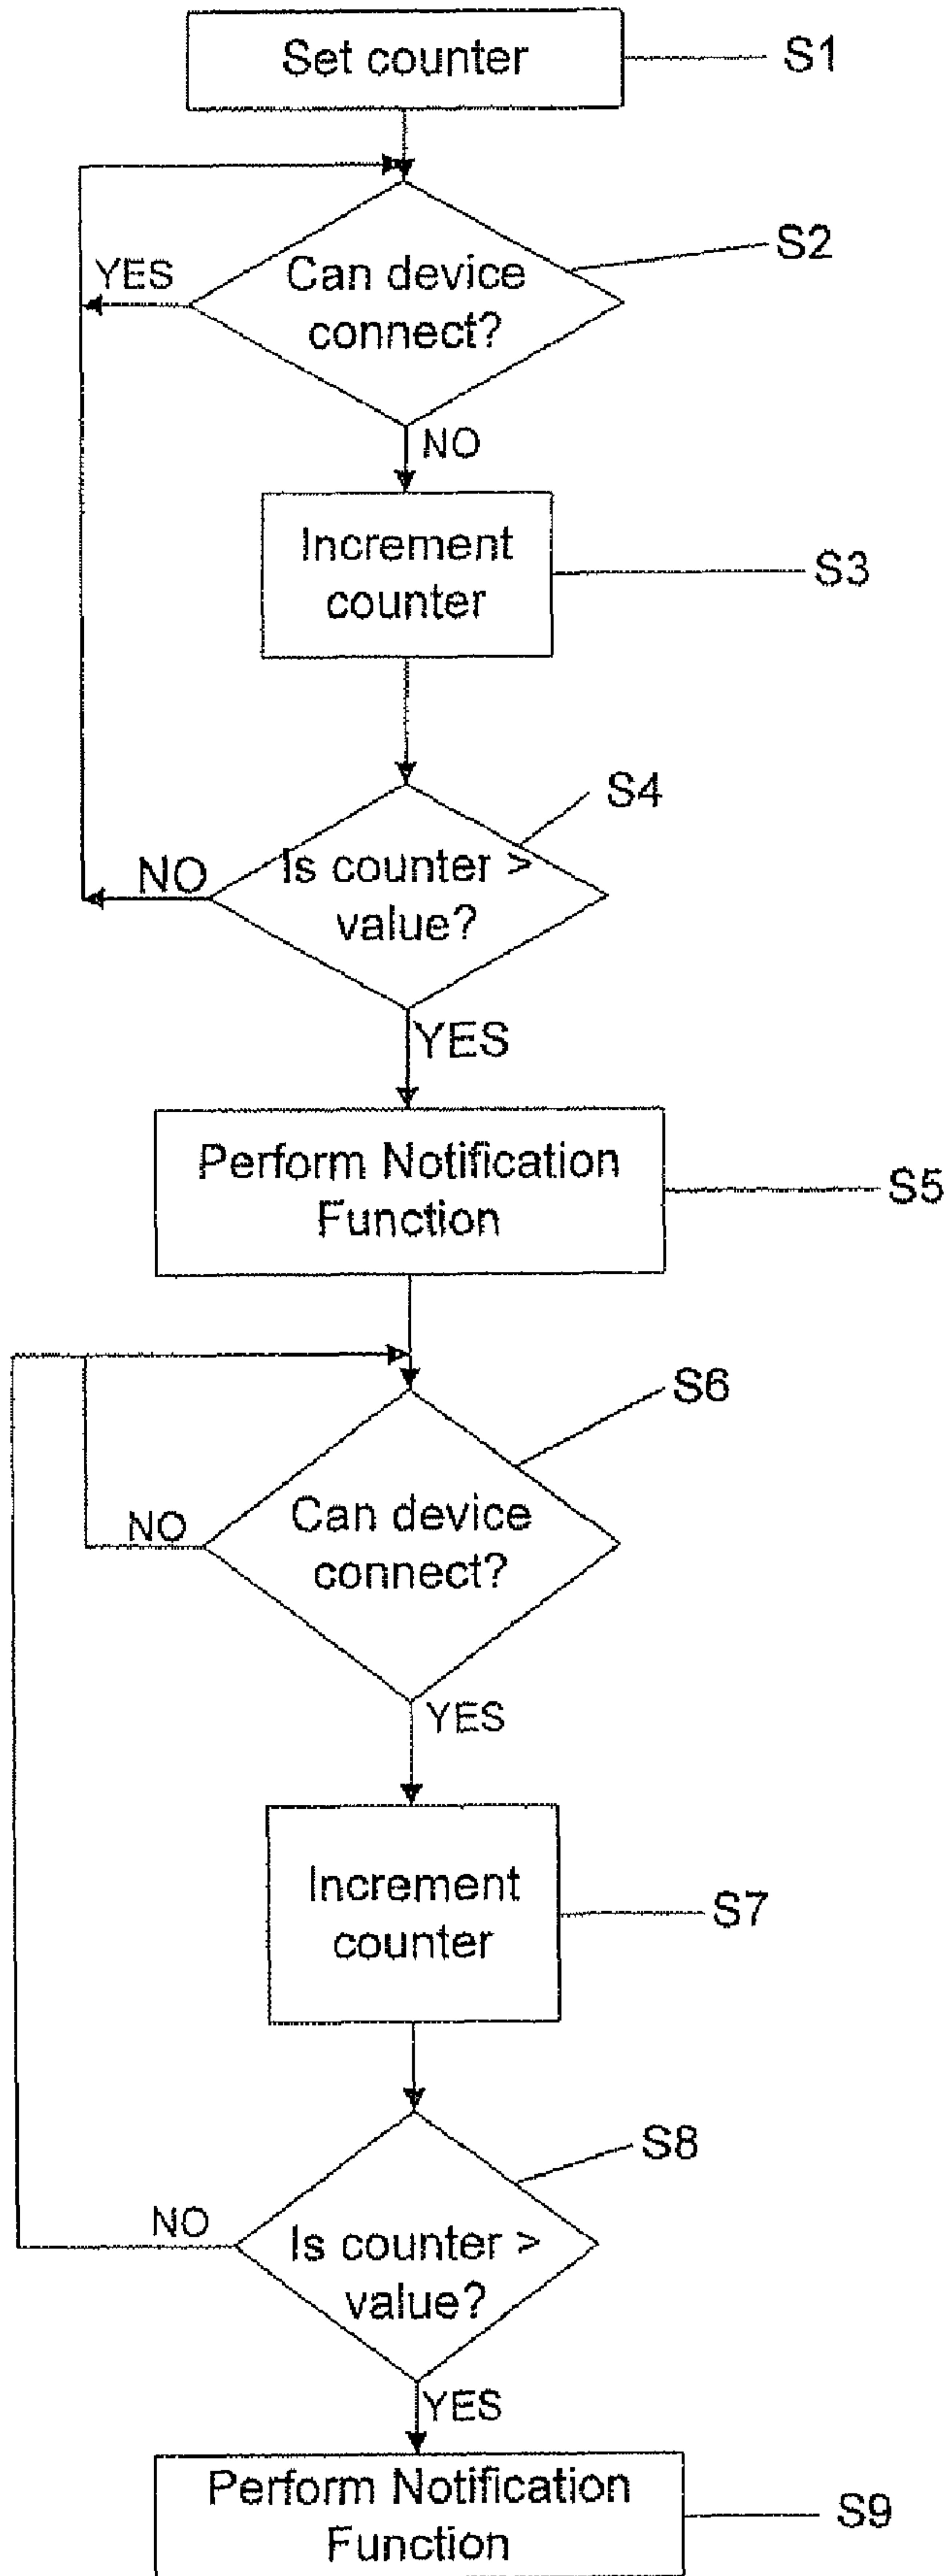 Set counter
S1
S2
YES
Can device
connect?
NO
Increment
counter
S3
S4
NO
Is counter >
value?
YES
Perform Notification
Function
S5
S6
Can device
connect?
NO
YES
Increment
counter
S7
S8
NO
Is counter >
value?
YES
Perform Notification
Function
S9